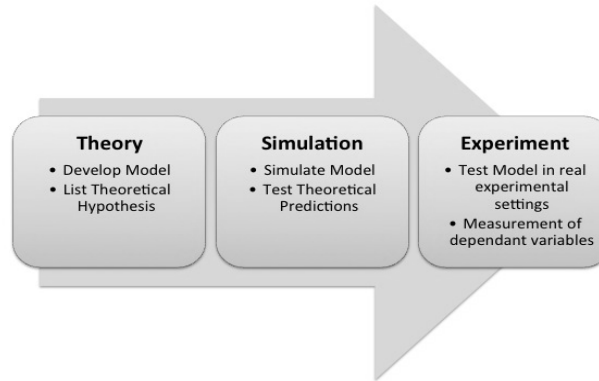 Theory
• Develop Model
• List Theoretical
Hypothesis
Simulation
• Simulate Model
• Test Theoretical
Predictions
Experiment
• Test Model in real
experimental
settings
• Measurement of
dependant variables